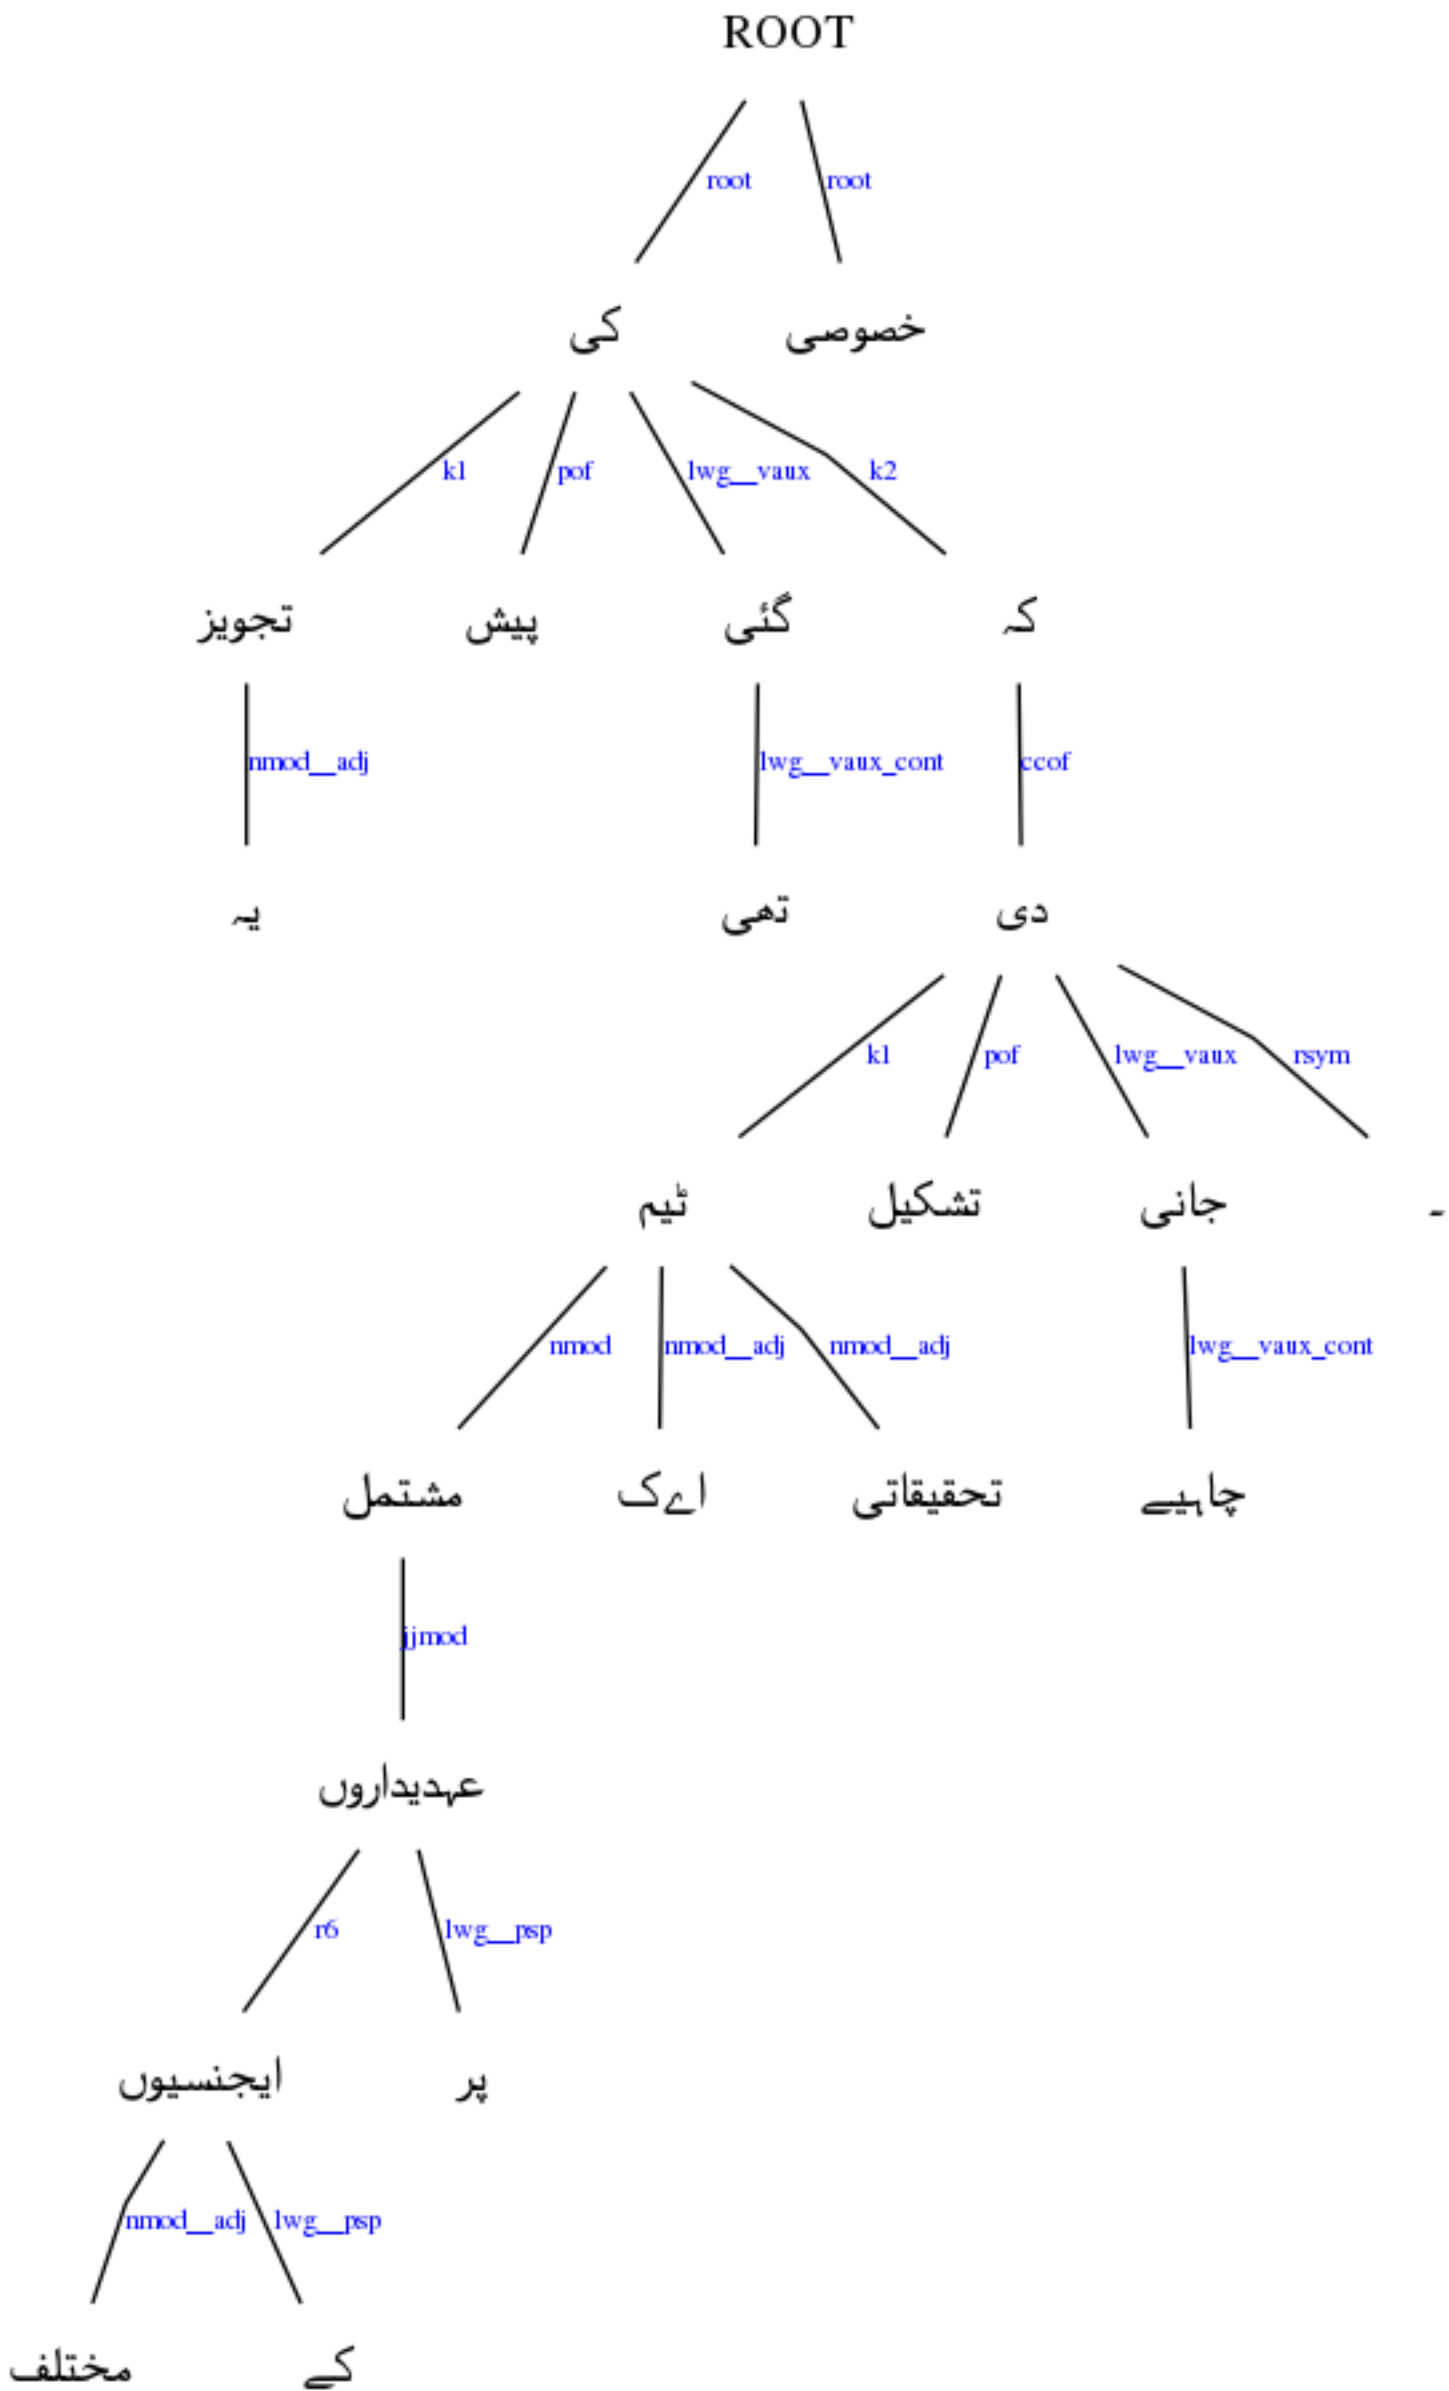 ROOT
root root
کی خصوصی
k1 pof lwg__vaux k2
تجویز پیش گئی کہ
nmod__adj lwg__vaux_cont ccof
یہ تھی دی
k1 pof lwg__vaux rsym
ٹیم تشکیل جانی ۔
nmod nmod__adj nmod__adj lwg__vaux_cont
مشتمل اےک تحقیقاتی چاہیے
jjmod
عہدیداروں
r6 lwg__psp
ایجنسیوں پر
nmod__adj lwg__psp
مختلف کے